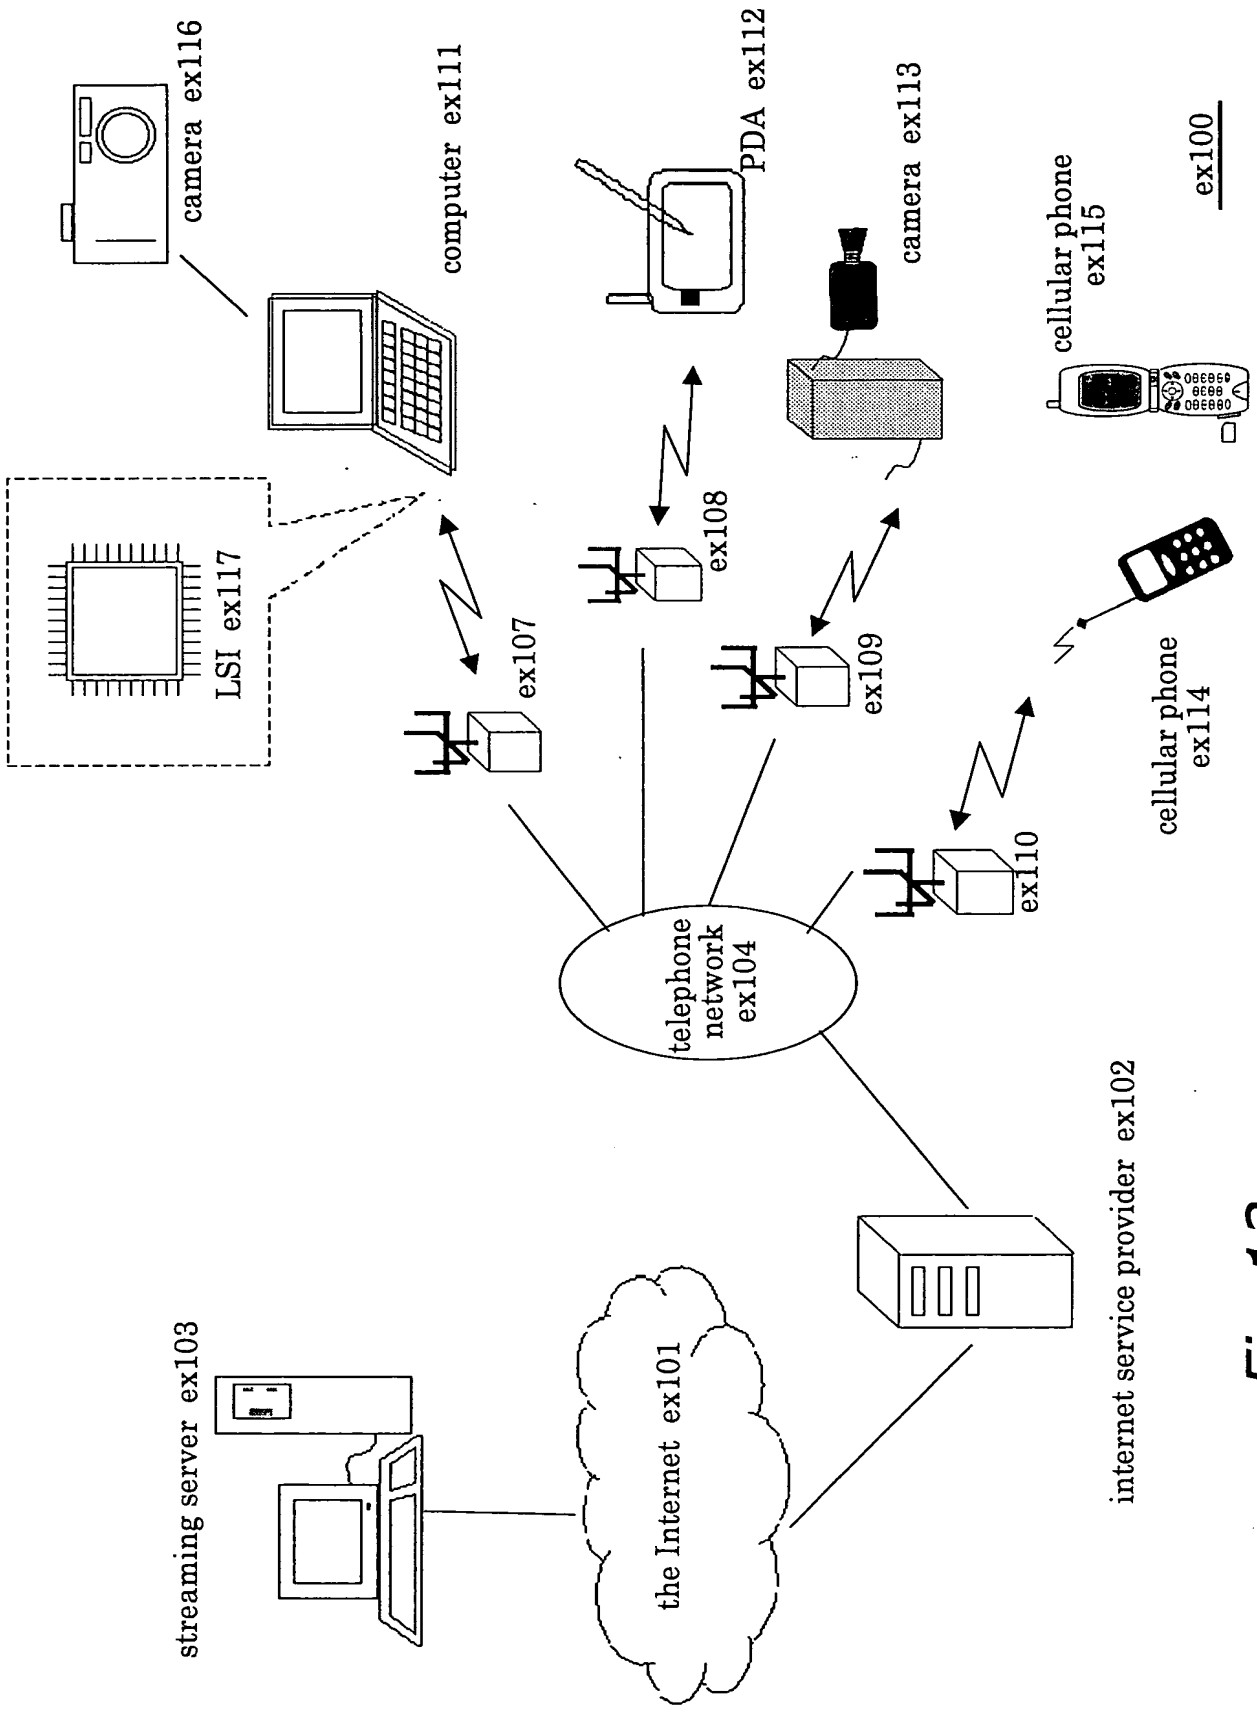 streaming server ex103
the Internet ex101
internet service provider ex102
telephone
network
ex104
LSI ex117
camera ex116
computer ex111
ex107
ex108
PDA ex112
ex109
camera ex113
ex110
cellular phone
ex114
cellular phone
ex115
ex100